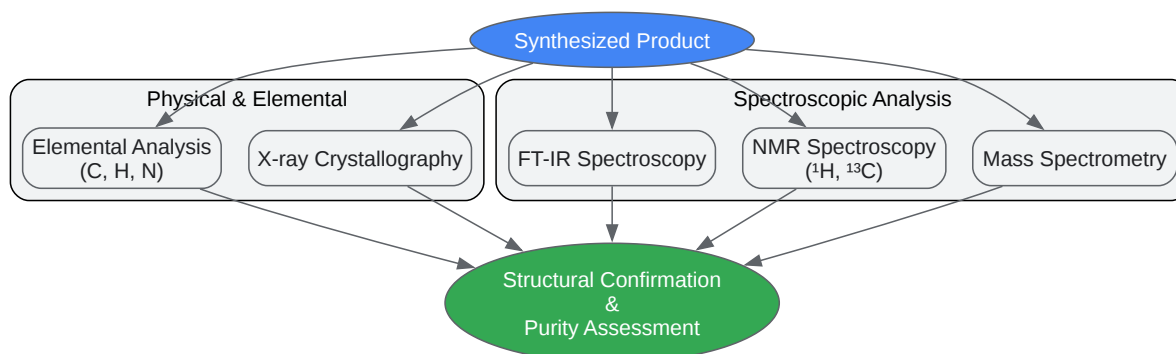 Synthesized Product
Physical & Elemental
Elemental Analysis
(C, H, N)
X-ray Crystallography
Spectroscopic Analysis
FT-IR Spectroscopy
NMR Spectroscopy
(¹H, ¹³C)
Mass Spectrometry
Structural Confirmation
&
Purity Assessment